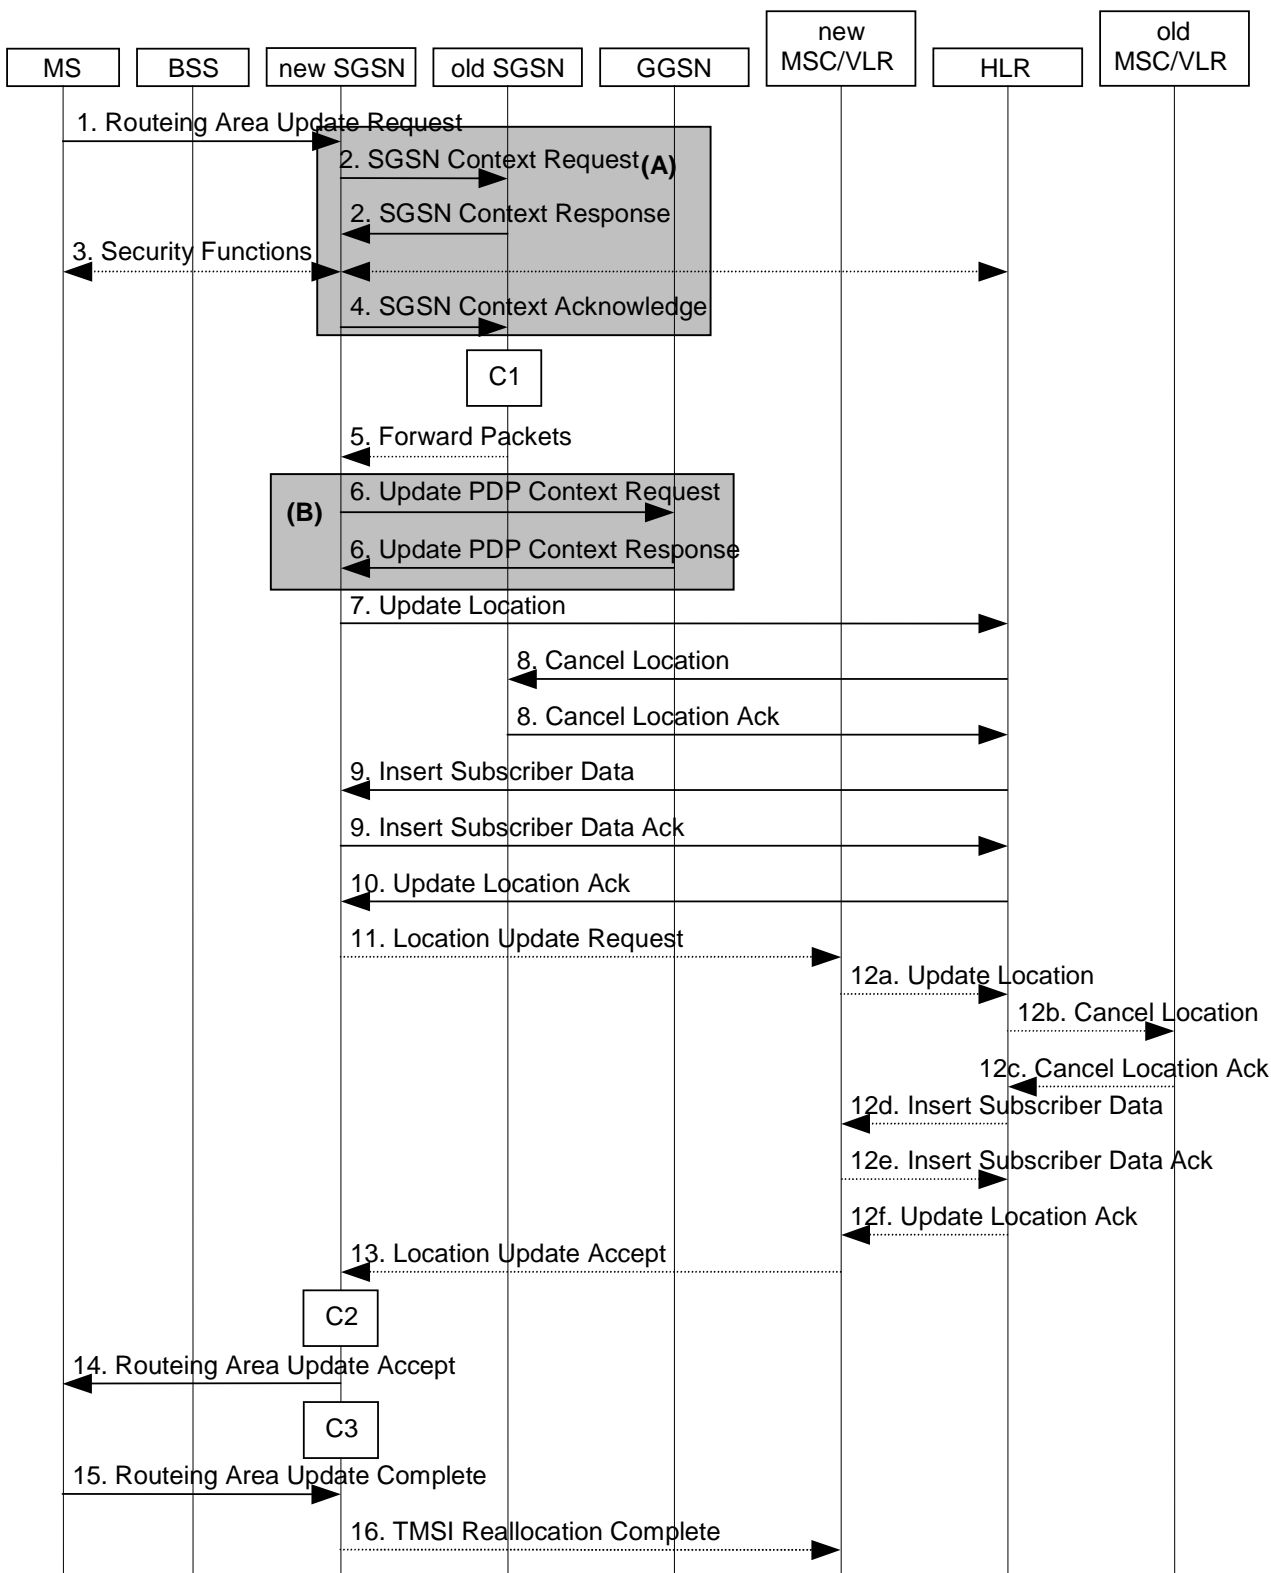 new
MSC/VLR
old
MSC/VLR
MS
BSS
new SGSN
old SGSN
GGSN
HLR
1. Routeing Area Update Request
2. SGSN Context Request
(A)
2. SGSN Context Response
3. Security Functions
4. SGSN Context Acknowledge
C1
5. Forward Packets
6. Update PDP Context Request
(B)
6. Update PDP Context Response
7. Update Location
8. Cancel Location
8. Cancel Location Ack
9. Insert Subscriber Data
9. Insert Subscriber Data Ack
10. Update Location Ack
11. Location Update Request
12a. Update Location
12b. Cancel Location
12c. Cancel Location Ack
12d. Insert Subscriber Data
12e. Insert Subscriber Data Ack
12f. Update Location Ack
13. Location Update Accept
C2
14. Routeing Area Update Accept
C3
15. Routeing Area Update Complete
16. TMSI Reallocation Complete